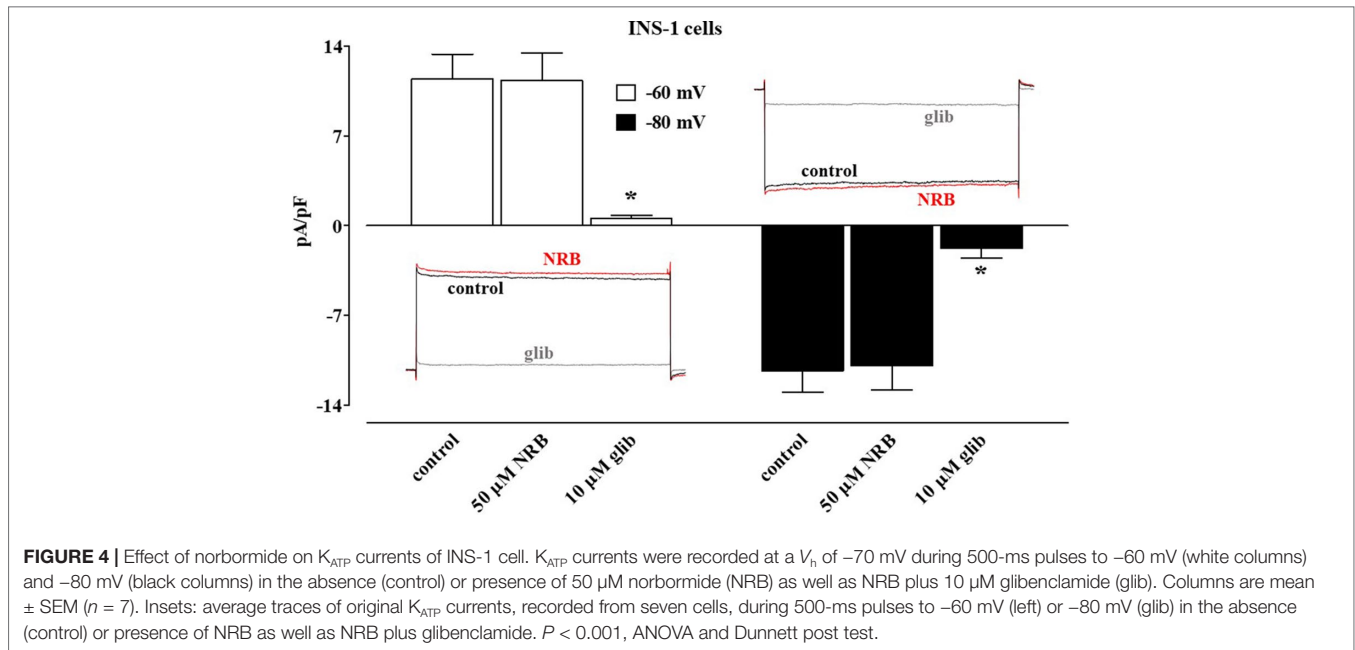 INS-1 cells
14
7
0
-7
-14
pA/pF
-60 mV
-80 mV
*
glib
control
NRB
NRB
control
glib
*
control
50 µM NRB
10 µM glib
control
50 µM NRB
10 µM glib
FIGURE 4 | Effect of norbormide on KATP currents of INS-1 cell. KATP currents were recorded at a Vh of −70 mV during 500-ms pulses to −60 mV (white columns)
and −80 mV (black columns) in the absence (control) or presence of 50 µM norbormide (NRB) as well as NRB plus 10 µM glibenclamide (glib). Columns are mean
± SEM (n = 7). Insets: average traces of original KATP currents, recorded from seven cells, during 500-ms pulses to −60 mV (left) or −80 mV (glib) in the absence
(control) or presence of NRB as well as NRB plus glibenclamide. P < 0.001, ANOVA and Dunnett post test.